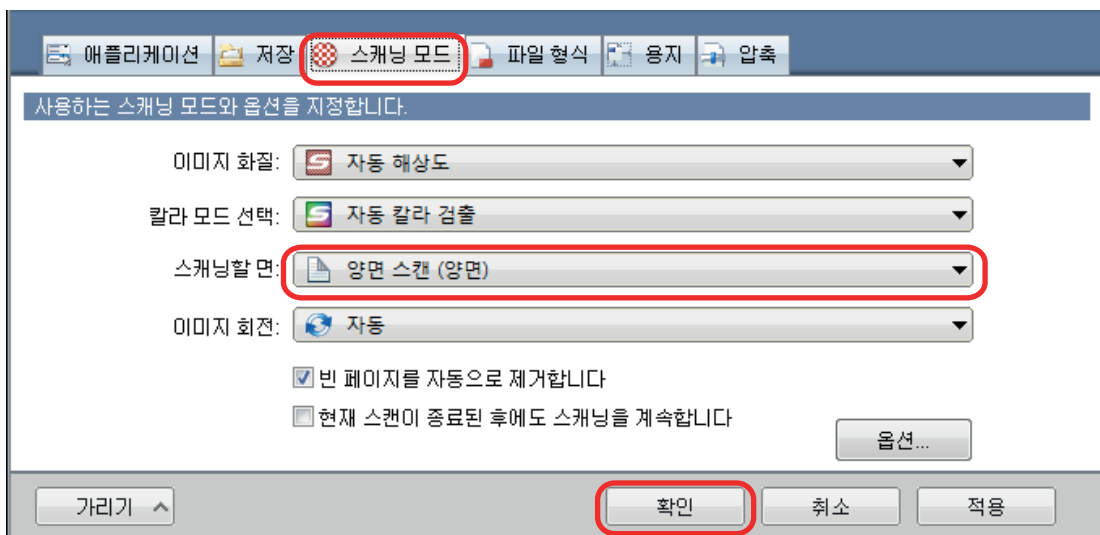 애플리케이션 저장 스캐닝 모드 파일 형식 용지 압축
사용하는 스캐닝 모드와 옵션을 지정합니다.
이미지 화질: 자동 해상도
칼라 모드 선택: 자동 칼라 검출
스캐닝할 면: 양면 스캔 (양면)
이미지 회전: 자동
빈 페이지를 자동으로 제거합니다
현재 스캔이 종료된 후에도 스캐닝을 계속합니다
옵션...
가리기 확인 취소 적용